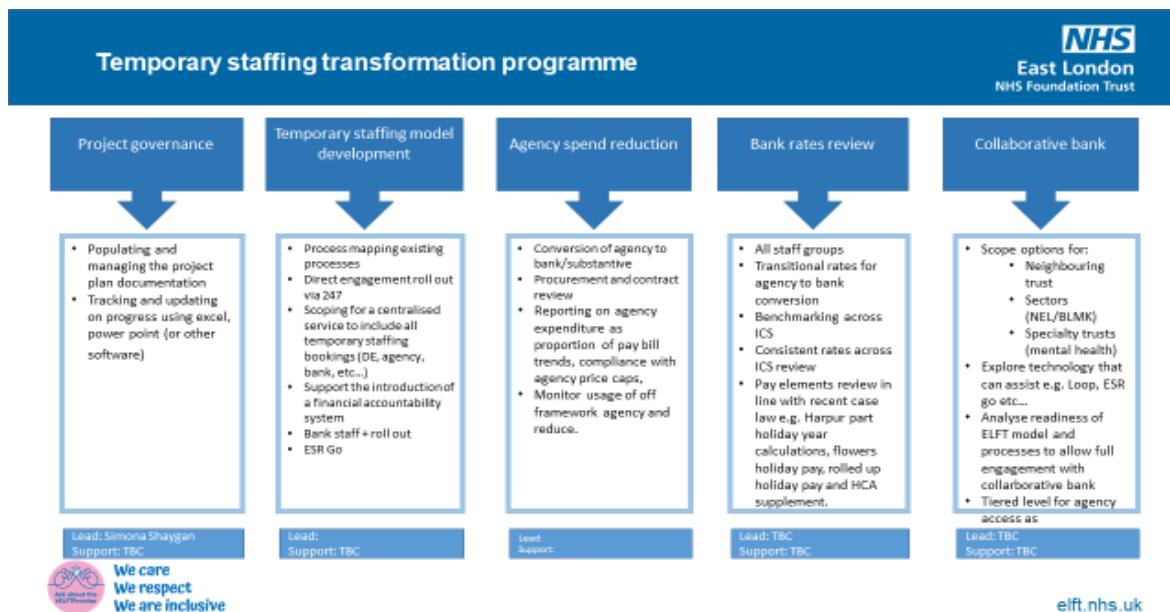 Temporary staffing transformation programme
NHS
East London
NHS Foundation Trust
Project governance
• Populating and
managing the project
plan documentation
• Tracking and updating
on progress using excel,
power point (or other
software)
Lead: Simona Shaygan
Support: TBC
Temporary staffing model
development
• Process mapping existing
processes
• Direct engagement roll out
via 247
• Scoping for a centralised
service to include all
temporary staffing
bookings (DE, agency,
bank, etc...)
• Support the introduction of
a financial accountability
system
• Bank staff + roll out
• ESR Go
Lead:
Support: TBC
Agency spend reduction
• Conversion of agency to
bank/substantive
• Procurement and contract
review
• Reporting on agency
expenditure as
proportion of pay bill
trends, compliance with
agency price caps,
• Monitor usage of off
framework agency and
reduce.
Lead:
Support:
Bank rates review
• All staff groups
• Transitional rates for
agency to bank
conversion
• Benchmarking across
ICS
• Consistent rates across
ICS review
• Pay elements review in
line with recent case
law e.g. Harpur part
holiday year
calculations, flowers
holiday pay, rolled up
holiday pay and HCA
supplement.
Lead: TBC
Support: TBC
Collaborative bank
• Scope options for:
• Neighbouring
trust
• Sectors
(NEL/BLMK)
• Specialty trusts
(mental health)
• Explore technology that
can assist e.g. Loop, ESR
go etc...
• Analyse readiness of
ELFT model and
processes to allow full
engagement with
collarborative bank
• Tiered level for agency
access as
Lead: TBC
Support: TBC
Ask about the
#ELFTPromise
We care
We respect
We are inclusive
elft.nhs.uk